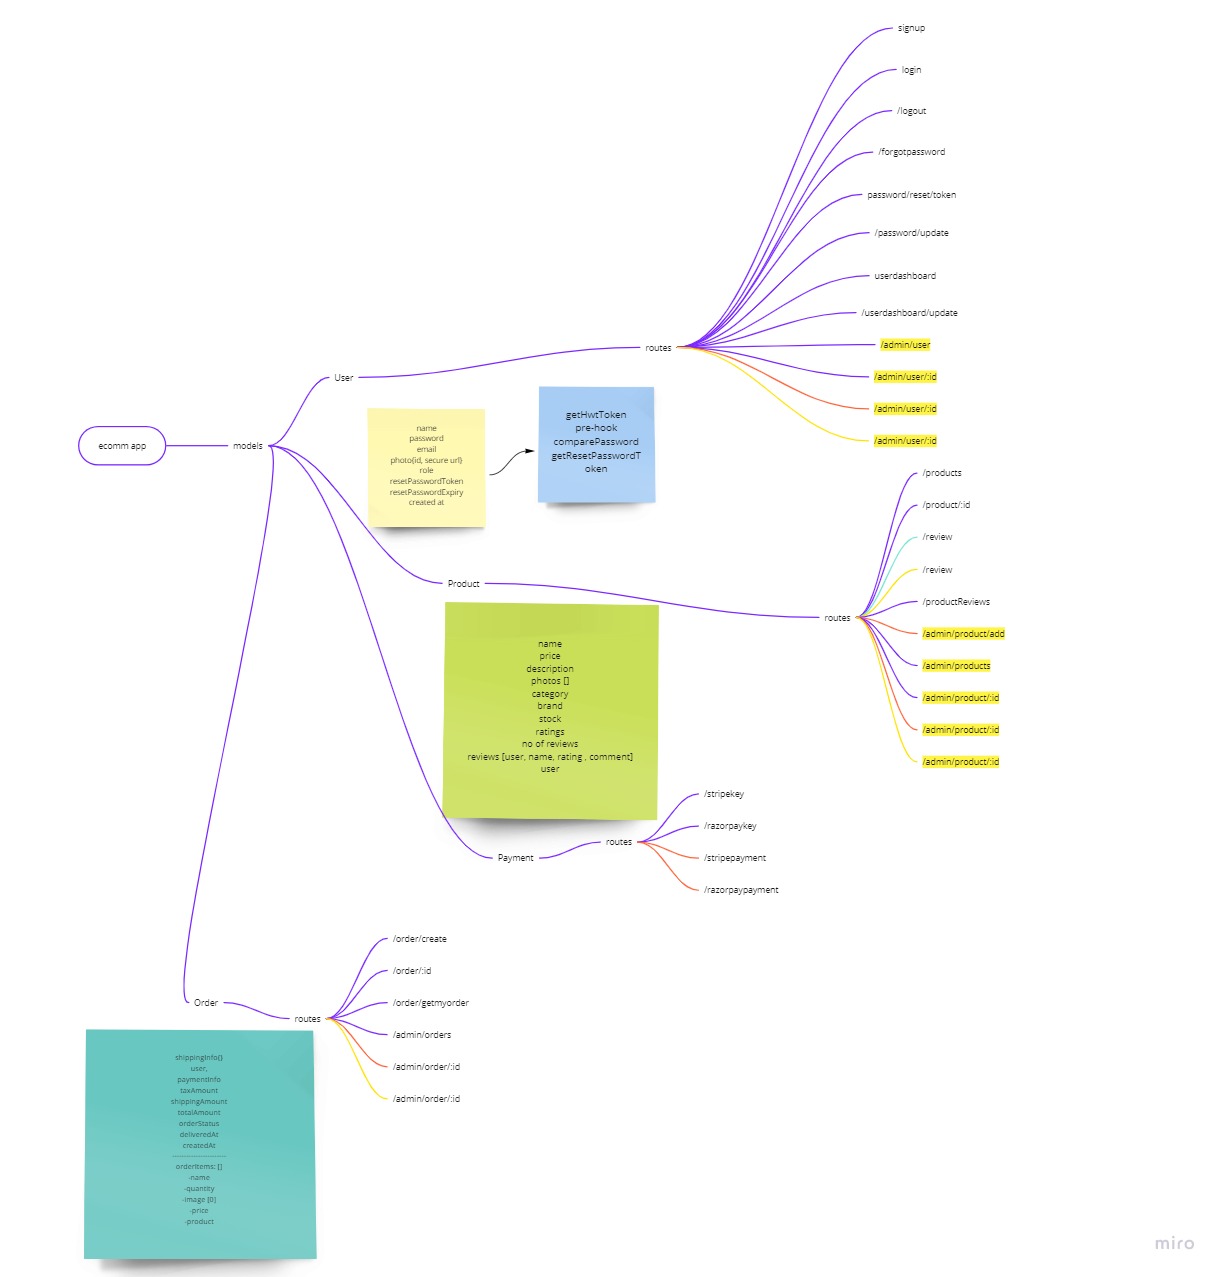 signup
login
/logout
/forgotpassword
password/reset/token
/password/update
userdashboard
/userdashboard/update
/admin/user
/admin/user/:id
/admin/user/:id
/admin/user/:id
routes
User
ecomm app
models
name
password
email
photo{id, secure url}
role
resetPasswordToken
resetPasswordExpiry
created at
getHwtToken
pre-hook
comparePassword
getResetPasswordT
oken
/products
/product/:id
/review
/review
/productReviews
/admin/product/add
/admin/products
/admin/product/:id
/admin/product/:id
/admin/product/:id
Product
routes
name
price
description
photos []
category
brand
stock
ratings
no of reviews
reviews [user, name, rating , comment]
user
/stripekey
/razorpaykey
/stripepayment
/razorpaypayment
Payment
routes
/order/create
/order/:id
/order/getmyorder
/admin/orders
/admin/order/:id
/admin/order/:id
Order
routes
shippingInfo{}
user,
paymentInfo
taxAmount
shippingAmount
totalAmount
orderStatus
deliveredAt
createdAt
---------------------
orderItems: []
-name
-quantity
-image [0]
-price
-product
miro